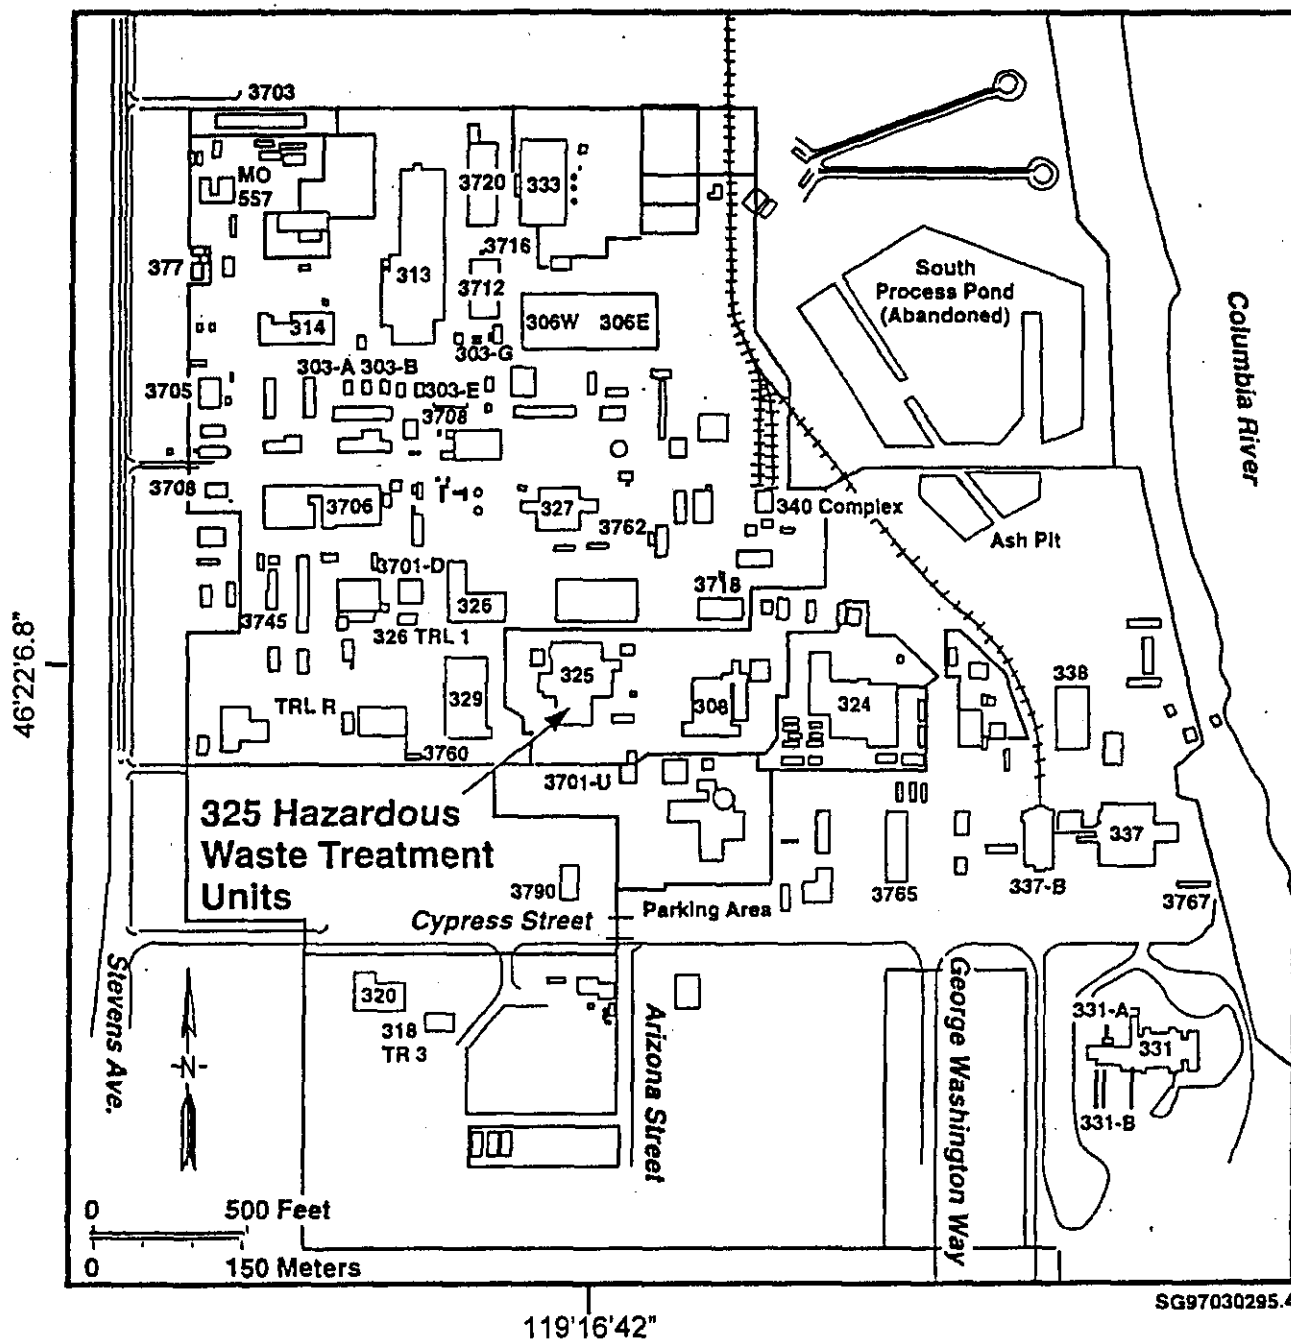 3703
MO
557
3720
333
377
313
3716
3712
South
Process Pond
(Abandoned)
Columbia River
314
306W 306E
303-G
303-A 303-B
3705
303-E
3708
3708
3706
327
3762
340 Complex
Ash Pit
3701-D
326
3718
3745
326 TRL 1
46°22'6.8"
325
329
308
324
338
TRL R
3760
3701-U
325 Hazardous
Waste Treatment
Units
337
3790
3765
337-B
3767
Cypress Street
Parking Area
Stevens Ave.
320
318
TR 3
Arizona Street
George Washington Way
331-A
331
331-B
N
0 500 Feet
0 150 Meters
SG97030295.4
119°16'42"